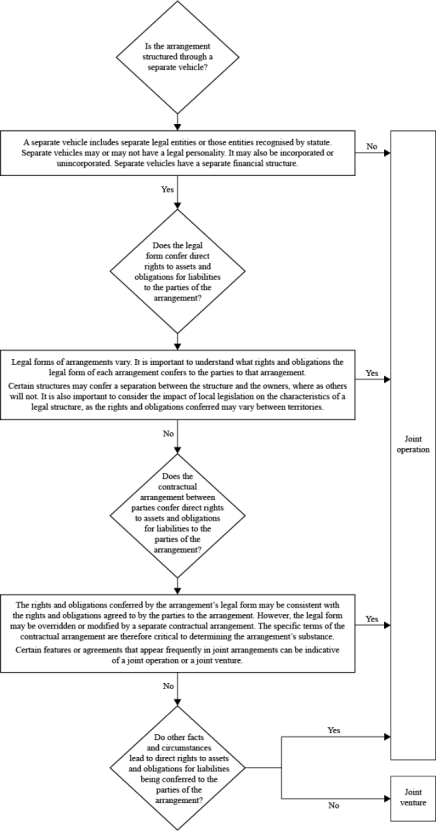 Is the arrangement
structured through a
separate vehicle?
A separate vehicle includes separate legal entities or those entities recognised by statute.
Separate vehicles may or may not have a legal personality. It may also be incorporated or
unincorporated. Separate vehicles have a separate financial structure.
No
Yes
Does the legal
form confer direct
rights to assets and
obligations for liabilities
to the parties of the
arrangement?
Legal forms of arrangements vary. It is important to understand what rights and obligations the
legal form of each arrangement confers to the parties to that arrangement.
Certain structures may confer a separation between the structure and the owners, where as others
will not. It is also important to consider the impact of local legislation on the characteristics of a
legal structure, as the rights and obligations conferred may vary between territories.
Yes
Joint
operation
No
Does the
contractual
arrangement between
parties confer direct rights
to assets and obligations
for liabilities to the
parties of the
arrangement?
The rights and obligations conferred by the arrangement's legal form may be consistent with
the rights and obligations agreed to by the parties to the arrangement. However, the legal form
may be overridden or modified by a separate contractual arrangement. The specific terms of the
contractual arrangement are therefore critical to determining the arrangement's substance.
Certain features or agreements that appear frequently in joint arrangements can be indicative
of a joint operation or a joint venture.
Yes
No
Do other facts
and circumstances
lead to direct rights to assets
and obligations for liabilities
being conferred to the
parties of the
arrangement?
Yes
No
Joint
venture